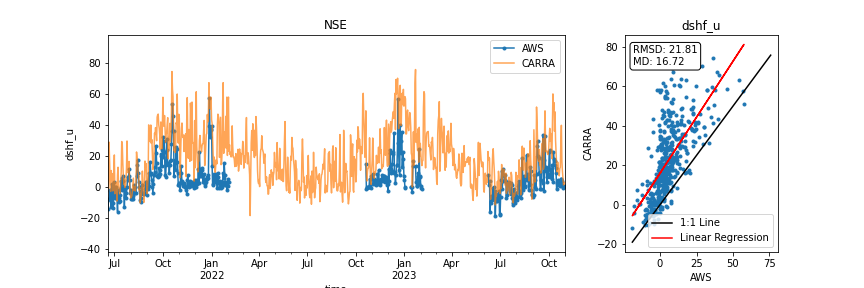 NSE
dshf_u
AWS
CARRA
80
60
40
20
0
−20
−40
dshf_u
Jul
Oct
Jan
2022
Apr
Jul
Oct
Jan
2023
Apr
Jul
Oct
dshf_u
RMSD: 21.81
MD: 16.72
80
60
40
20
0
−20
CARRA
1:1 Line
Linear Regression
0
25
50
75
AWS